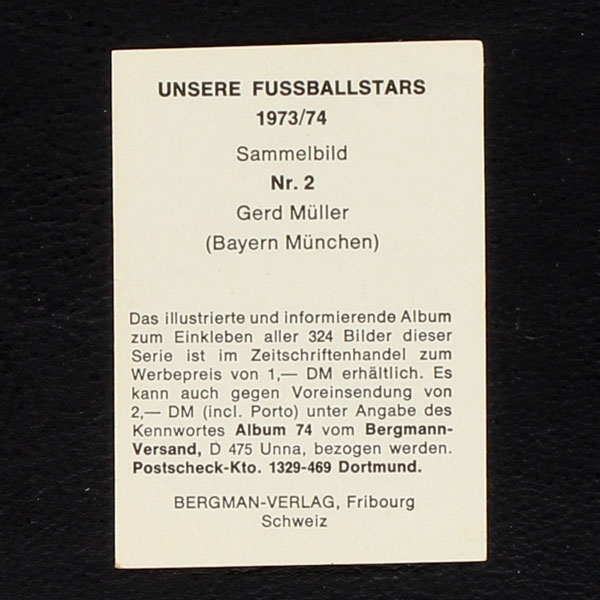 UNSERE FUSSBALLSTARS
1973/74
Sammelbild
Nr. 2
Gerd Müller
(Bayern München)
Das illustrierte und informierende Album
zum Einkleben aller 324 Bilder dieser
Serie ist im Zeitschriftenhandel zum
Werbepreis von 1,— DM erhältlich. Es
kann auch gegen Voreinsendung von
2,— DM (incl. Porto) unter Angabe des
Kennwortes Album 74 vom Bergmann-
Versand, D 475 Unna, bezogen werden.
Postscheck-Kto. 1329-469 Dortmund.
BERGMAN-VERLAG, Fribourg
Schweiz